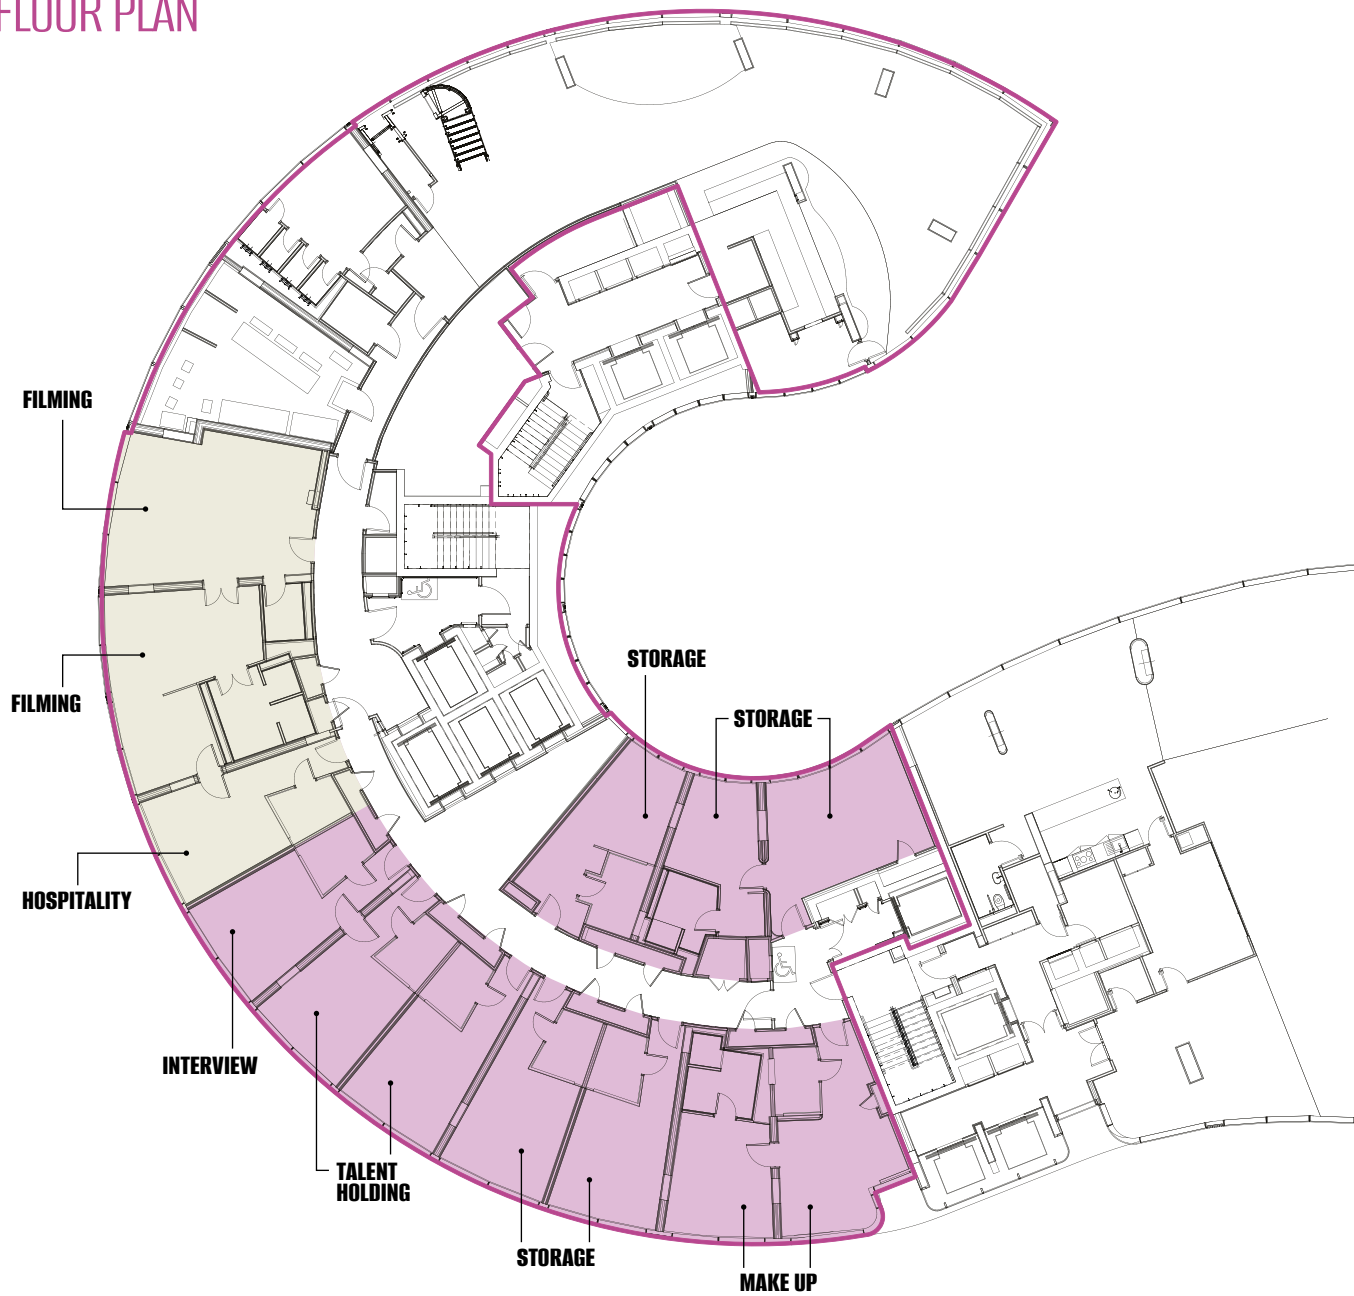 FLOOR PLAN
FILMING
FILMING
STORAGE
STORAGE
HOSPITALITY
INTERVIEW
TALENT
HOLDING
STORAGE
MAKE UP